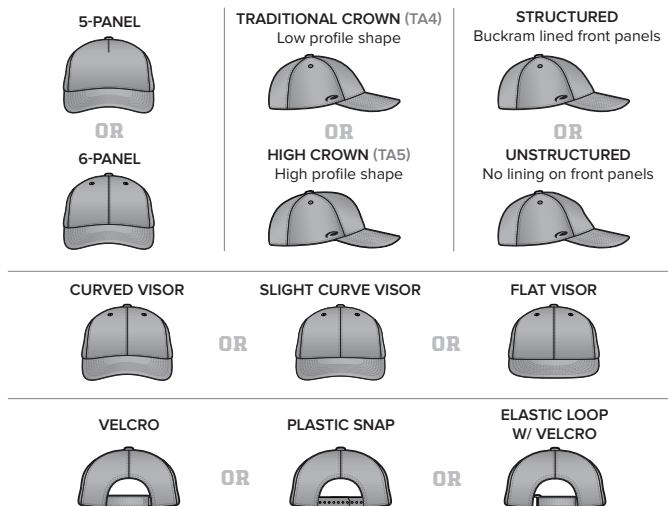 5-PANEL
OR
6-PANEL
TRADITIONAL CROWN (TA4)
Low profile shape
OR
HIGH CROWN (TA5)
High profile shape
STRUCTURED
Buckram lined front panels
OR
UNSTRUCTURED
No lining on front panels
CURVED VISOR
OR
SLIGHT CURVE VISOR
OR
FLAT VISOR
VELCRO
OR
PLASTIC SNAP
OR
ELASTIC LOOP
W/ VELCRO